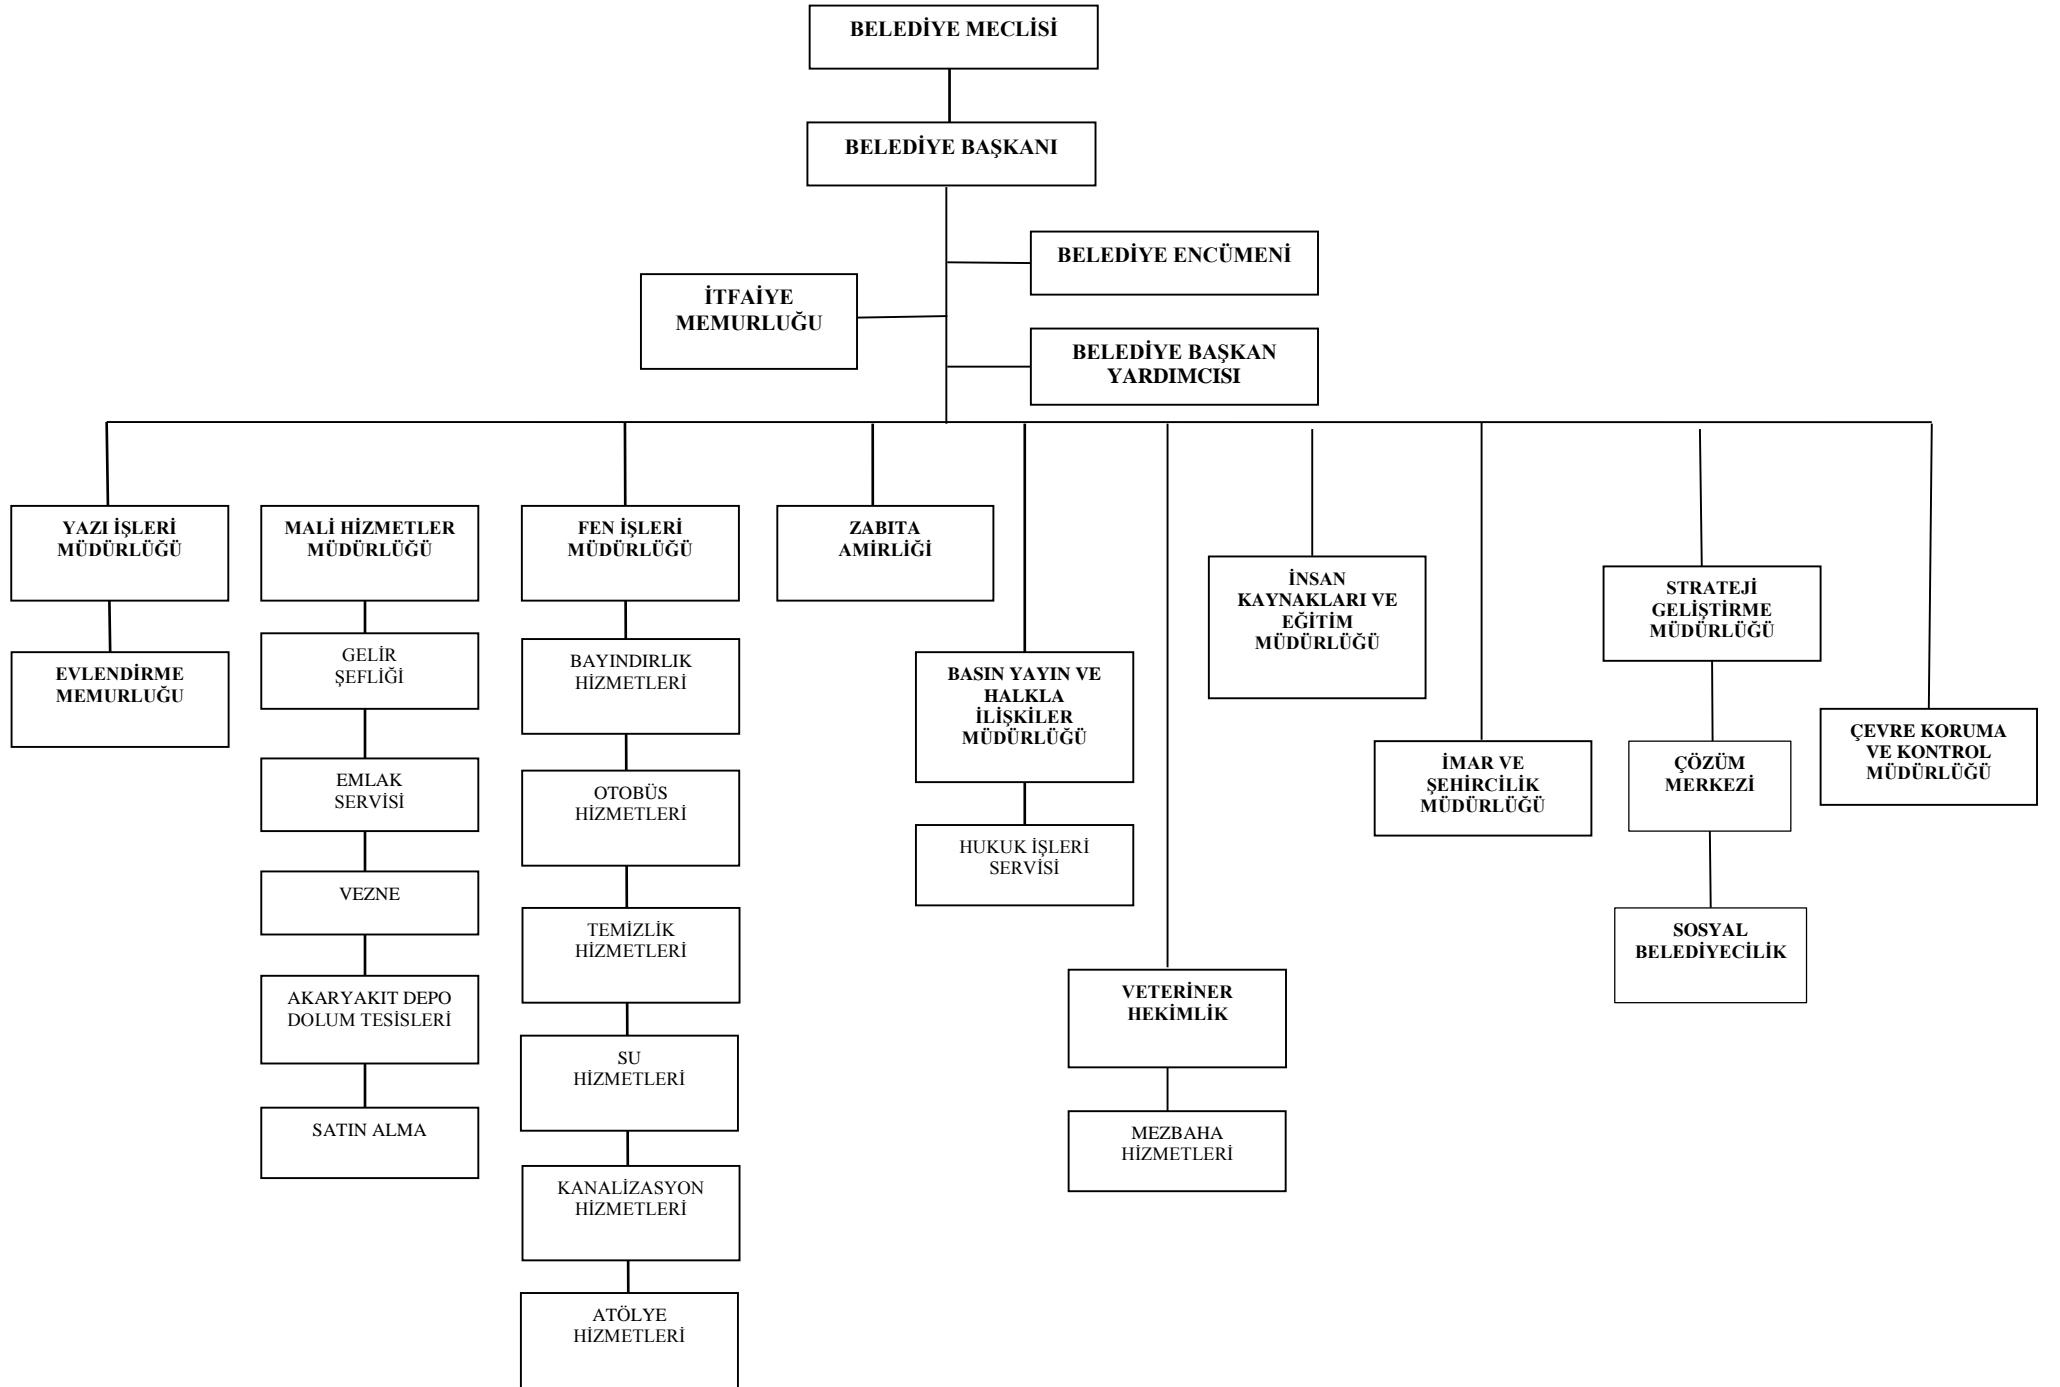 BELEDİYE MECLİSİ
BELEDİYE BAŞKANI
BELEDİYE ENCÜMENİ
İTFAİYE
MEMURLUĞU
BELEDİYE BAŞKAN
YARDIMCISI
YAZI İŞLERİ
MÜDÜRLÜĞÜ
EVLENDİRME
MEMURLUĞU
MALİ HİZMETLER
MÜDÜRLÜĞÜ
GELİR
ŞEFLİĞİ
EMLAK
SERVİSİ
VEZNE
AKARYAKIT DEPO
DOLUM TESİSLERİ
SATIN ALMA
FEN İŞLERİ
MÜDÜRLÜĞÜ
BAYINDIRLIK
HİZMETLERİ
OTOBÜS
HİZMETLERİ
TEMİZLİK
HİZMETLERİ
SU
HİZMETLERİ
KANALİZASYON
HİZMETLERİ
ATÖLYE
HİZMETLERİ
ZABITA
AMİRLİĞİ
BASIN YAYIN VE
HALKLA
İLİŞKİLER
MÜDÜRLÜĞÜ
HUKUK İŞLERİ
SERVİSİ
VETERİNER
HEKİMLİK
MEZBAHA
HİZMETLERİ
İNSAN
KAYNAKLARI VE
EĞİTİM
MÜDÜRLÜĞÜ
İMAR VE
ŞEHİRCİLİK
MÜDÜRLÜĞÜ
STRATEJİ
GELİŞTİRME
MÜDÜRLÜĞÜ
ÇÖZÜM
MERKEZİ
SOSYAL
BELEDİYECİLİK
ÇEVRE KORUMA
VE KONTROL
MÜDÜRLÜĞÜ